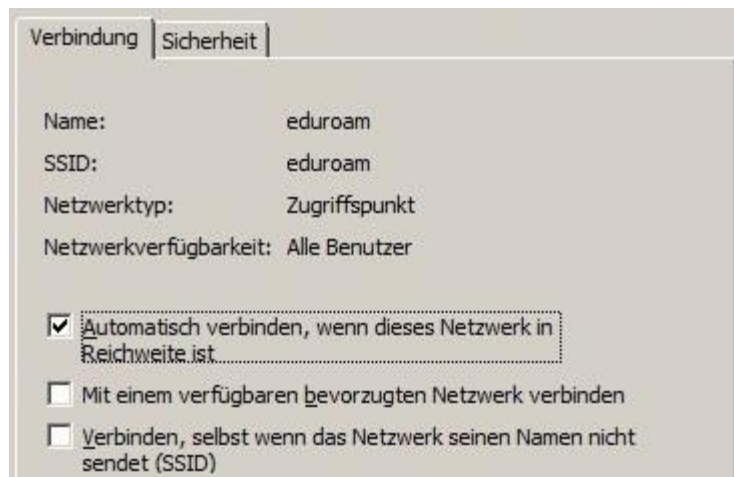 Verbindung Sicherheit
Name: eduroam
SSID: eduroam
Netzwerktyp: Zugriffspunkt
Netzwerkverfügbarkeit: Alle Benutzer
Automatisch verbinden, wenn dieses Netzwerk in
Reichweite ist
Mit einem verfügbaren bevorzugten Netzwerk verbinden
Verbinden, selbst wenn das Netzwerk seinen Namen nicht
sendet (SSID)